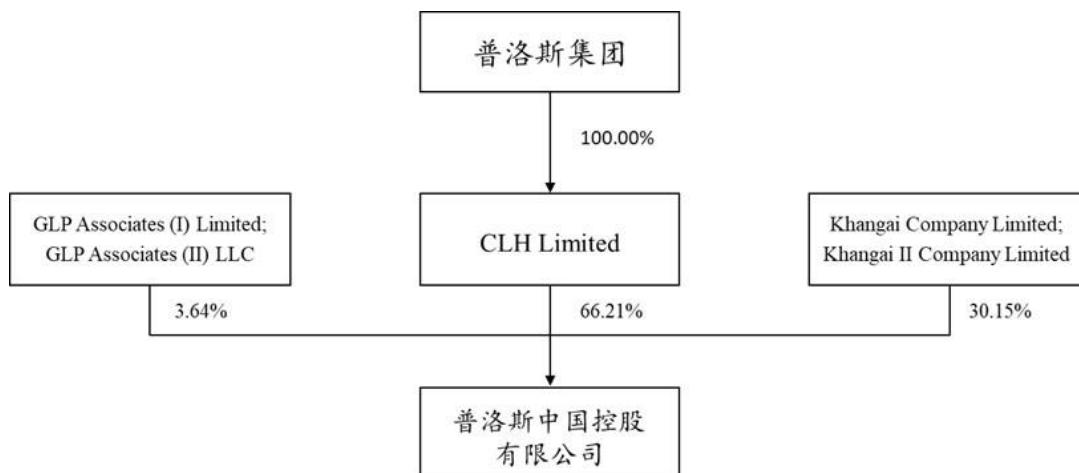 普洛斯集团
100.00%
GLP Associates (I) Limited;
GLP Associates (II) LLC
CLH Limited
Khangai Company Limited;
Khangai II Company Limited
3.64%
66.21%
30.15%
普洛斯中国控股
有限公司